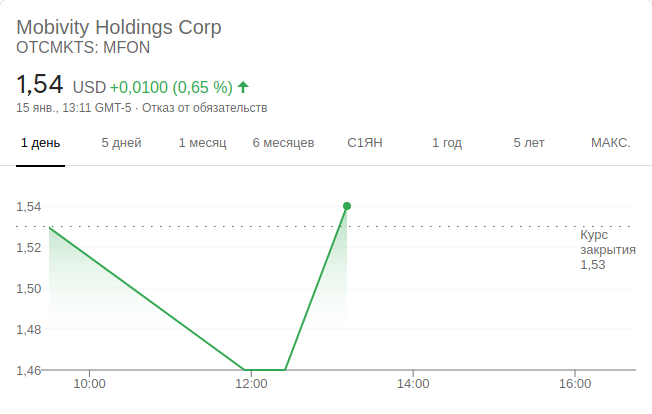 Mobivity Holdings Corp
OTCMKTS: MFON
1,54 USD +0,0100 (0,65 %)
15 янв., 13:11 GMT-5 · Отказ от обязательств
1 день 5 дней 1 месяц 6 месяцев С1ЯН 1 год 5 лет МАКС.
1,54
Курс
закрытия
1,53
1,52
1,50
1,48
1,46
10:00 12:00 14:00 16:00